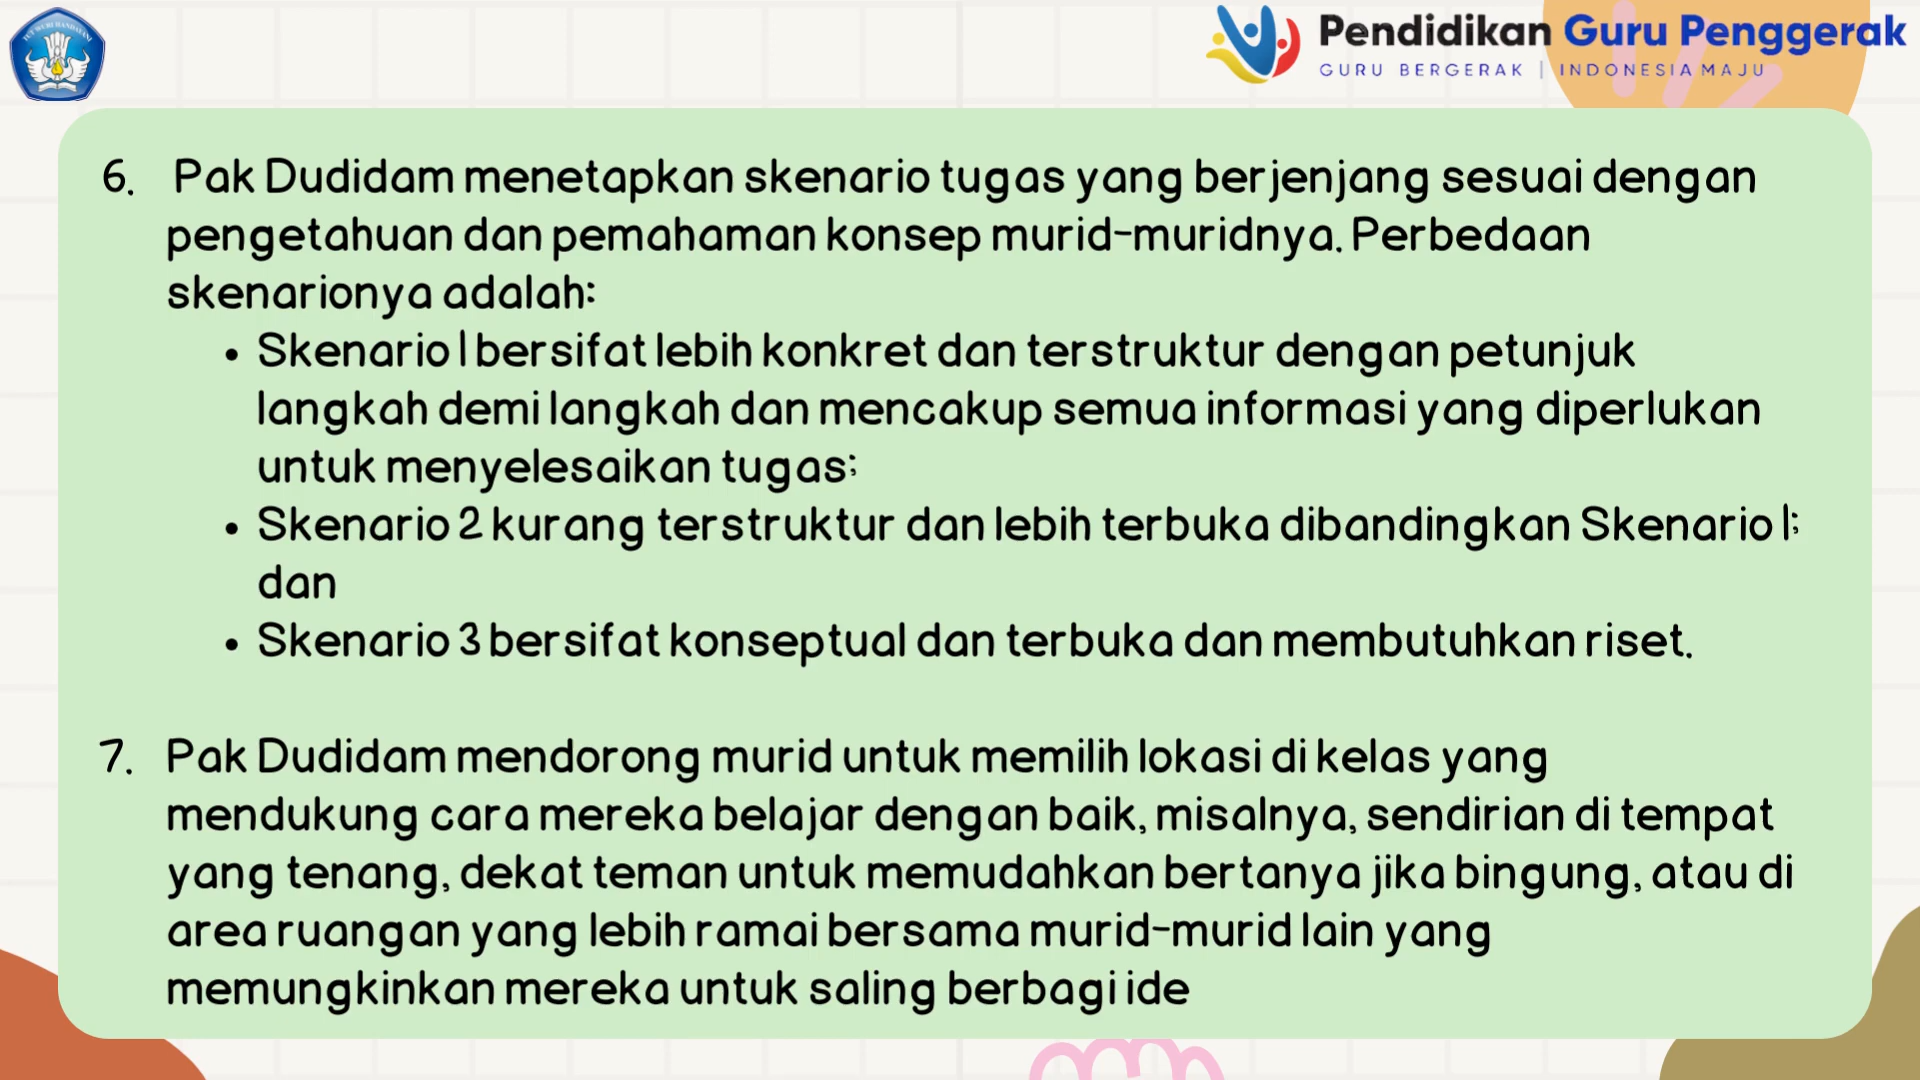 TUT WURI HANDAYANI
Pendidikan Guru Penggerak
GURU BERGERAK | INDONESIA MAJU
6. Pak Dudidam menetapkan skenario tugas yang berjenjang sesuai dengan
pengetahuan dan pemahaman konsep murid-muridnya. Perbedaan
skenarionya adalah:
• Skenario 1 bersifat lebih konkret dan terstruktur dengan petunjuk
langkah demi langkah dan mencakup semua informasi yang diperlukan
untuk menyelesaikan tugas;
• Skenario 2 kurang terstruktur dan lebih terbuka dibandingkan Skenario 1;
dan
• Skenario 3 bersifat konseptual dan terbuka dan membutuhkan riset.
7. Pak Dudidam mendorong murid untuk memilih lokasi di kelas yang
mendukung cara mereka belajar dengan baik, misalnya, sendirian di tempat
yang tenang, dekat teman untuk memudahkan bertanya jika bingung, atau di
area ruangan yang lebih ramai bersama murid-murid lain yang
memungkinkan mereka untuk saling berbagi ide